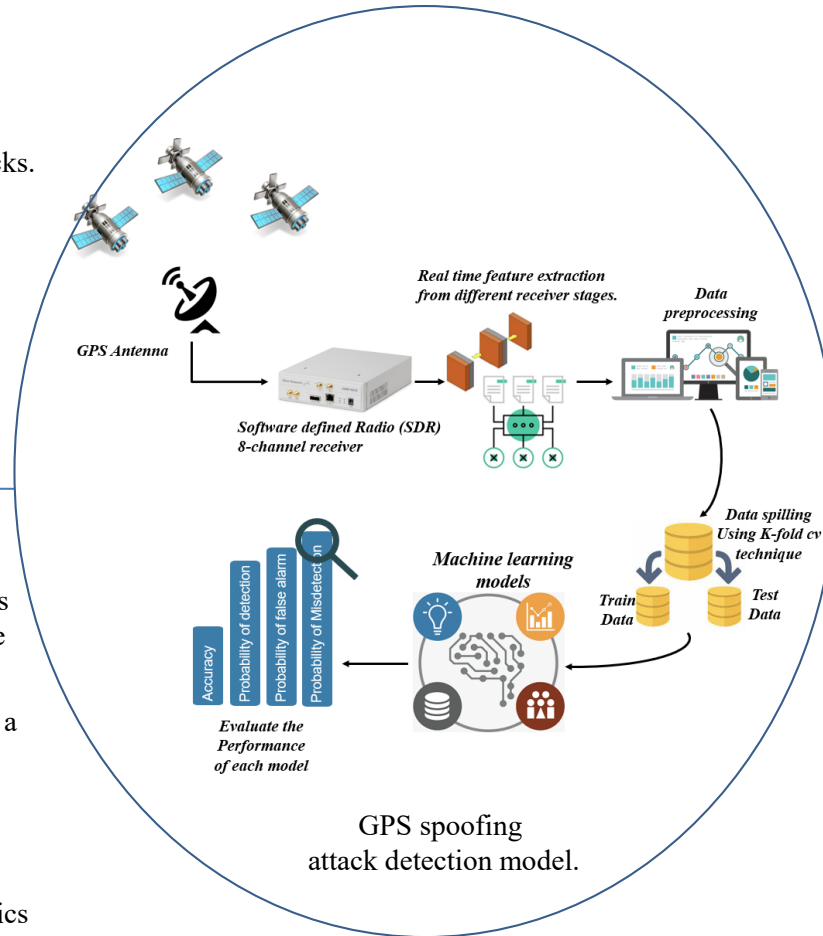 ks.
Real time feature extraction
from different receiver stages.
Data
preprocessing
GPS Antenna
Software defined Radio (SDR)
8-channel receiver
Data spilling
Using K-fold cv
technique
Train
Data
Test
Data
Machine learning
models
Accuracy
Probability of detection
Probability of false alarm
Probability of Misdetection
Evaluate the
Performance
of each model
s
e
a
GPS spoofing
attack detection model.
ics